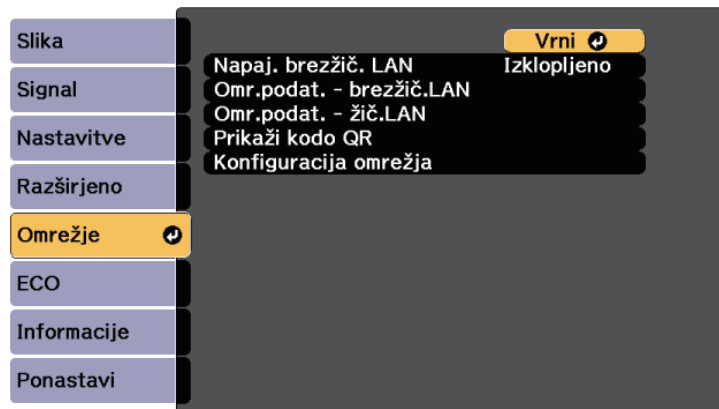 Slika
Signal
Nastavitve
Razširjeno
Omrežje
ECO
Informacije
Ponastavi
Vrni
Napaj. brezžič. LAN Izklopljeno
Omr.podat. - brezžič.LAN
Omr.podat. - žič.LAN
Prikaži kodo QR
Konfiguracija omrežja